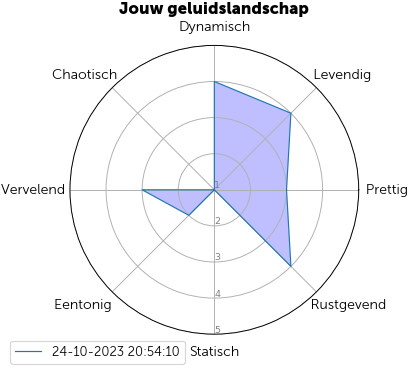 Jouw geluidslandschap
Dynamisch
Chaotisch
Levendig
Vervelend
1
Prettig
2
3
4
Eentonig
Rustgevend
5
24-10-2023 20:54:10
Statisch